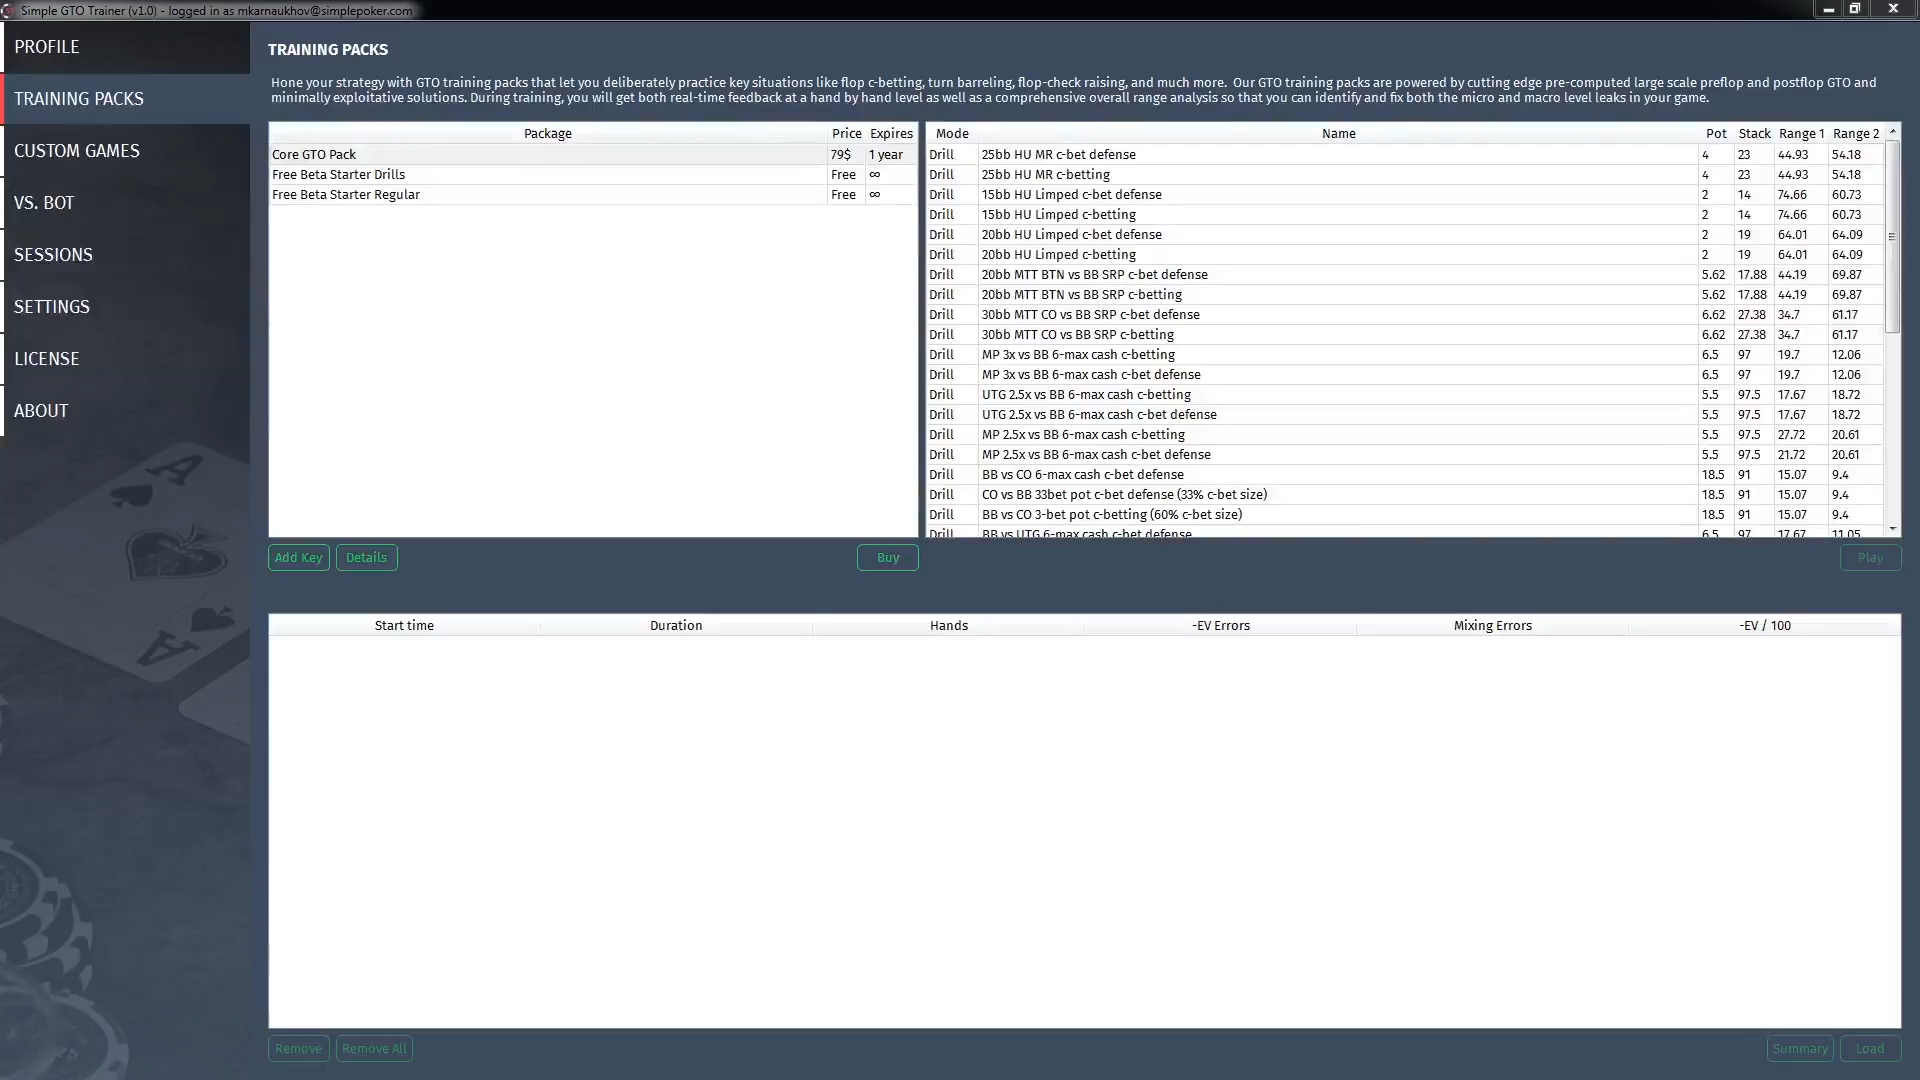 Simple GTO Trainer (v1.0) - logged in as mkarnaukhov@simplepoker.com
PROFILE
TRAINING PACKS
CUSTOM GAMES
VS. BOT
SESSIONS
SETTINGS
LICENSE
ABOUT
TRAINING PACKS
Hone your strategy with GTO training packs that let you deliberately practice key situations like flop c-betting, turn barreling, flop-check raising, and much more. Our GTO training packs are powered by cutting edge pre-computed large scale preflop and postflop GTO and
minimally exploitative solutions. During training, you will get both real-time feedback at a hand by hand level as well as a comprehensive overall range analysis so that you can identify and fix both the micro and macro level leaks in your game.
Package Price Expires
Core GTO Pack 79$ 1 year
Free Beta Starter Drills Free ∞
Free Beta Starter Regular Free ∞
Add Key Details Buy
Mode Name Pot Stack Range 1 Range 2
Drill 25bb HU MR c-bet defense 4 23 44.93 54.18
Drill 25bb HU MR c-betting 4 23 44.93 54.18
Drill 15bb HU Limped c-bet defense 2 14 74.66 60.73
Drill 15bb HU Limped c-betting 2 14 74.66 60.73
Drill 20bb HU Limped c-bet defense 2 19 64.01 64.09
Drill 20bb HU Limped c-betting 2 19 64.01 64.09
Drill 20bb MTT BTN vs BB SRP c-bet defense 5.62 17.88 44.19 69.87
Drill 20bb MTT BTN vs BB SRP c-betting 5.62 17.88 44.19 69.87
Drill 30bb MTT CO vs BB SRP c-bet defense 6.62 27.38 34.7 61.17
Drill 30bb MTT CO vs BB SRP c-betting 6.62 27.38 34.7 61.17
Drill MP 3x vs BB 6-max cash c-betting 6.5 97 19.7 12.06
Drill MP 3x vs BB 6-max cash c-bet defense 6.5 97 19.7 12.06
Drill UTG 2.5x vs BB 6-max cash c-betting 5.5 97.5 17.67 18.72
Drill UTG 2.5x vs BB 6-max cash c-bet defense 5.5 97.5 17.67 18.72
Drill MP 2.5x vs BB 6-max cash c-betting 5.5 97.5 27.72 20.61
Drill MP 2.5x vs BB 6-max cash c-bet defense 5.5 97.5 21.72 20.61
Drill BB vs CO 6-max cash c-bet defense 18.5 91 15.07 9.4
Drill CO vs BB 33bet pot c-bet defense (33% c-bet size) 18.5 91 15.07 9.4
Drill BB vs CO 3-bet pot c-betting (60% c-bet size) 18.5 91 15.07 9.4
Drill BB vs UTG 6-max cash c-bet defense 6.5 97 17.67 11.05
Play
Start time Duration Hands -EV Errors Mixing Errors -EV / 100
Remove Remove All Summary Load